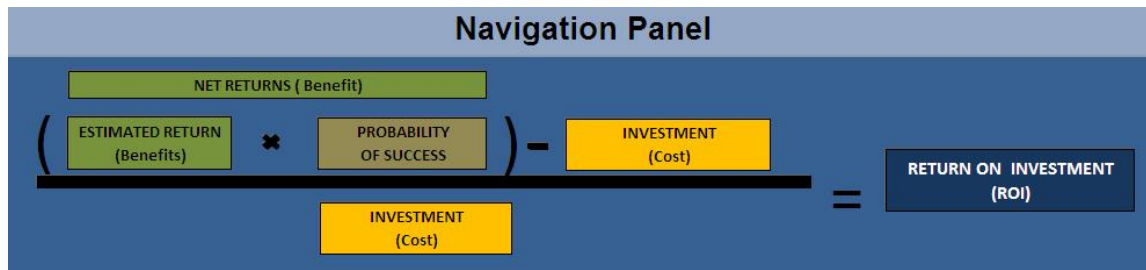 Navigation Panel
NET RETURNS ( Benefit)
( ESTIMATED RETURN
(Benefits)
✖
PROBABILITY
OF SUCCESS
) –
INVESTMENT
(Cost)
INVESTMENT
(Cost)
=
RETURN ON INVESTMENT
(ROI)